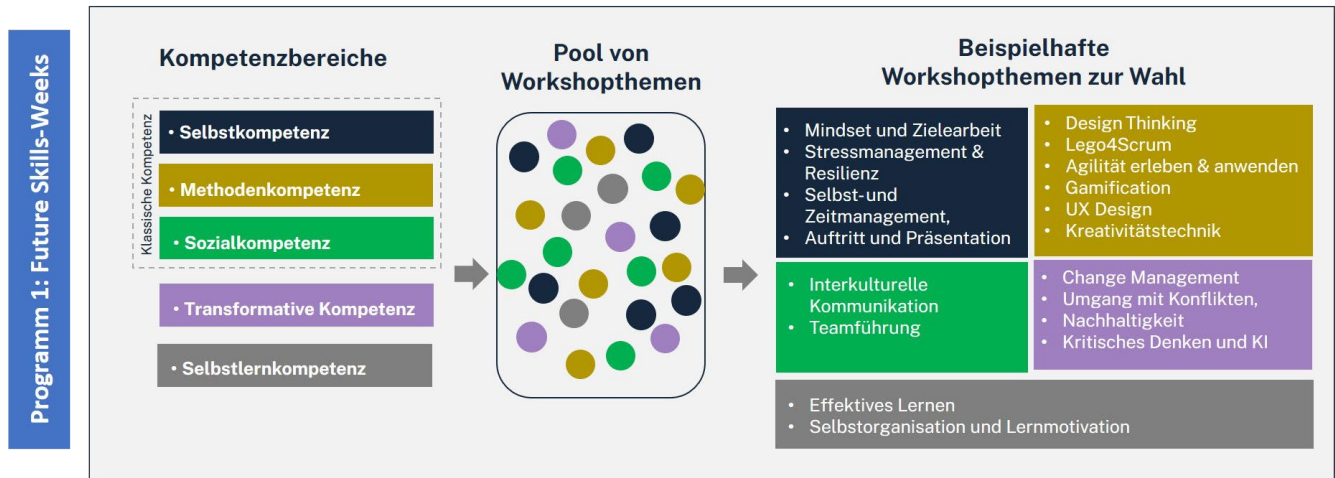 Programm 1: Future Skills-Weeks
Kompetenzbereiche
Klassische Kompetenz
• Selbstkompetenz
• Methodenkompetenz
• Sozialkompetenz
• Transformative Kompetenz
• Selbstlernkompetenz
Pool von
Workshopthemen
Beispielhafte
Workshopthemen zur Wahl
• Mindset und Zielearbeit
• Stressmanagement &
Resilienz
• Selbst-und
Zeitmanagement,
• Auftritt und Präsentation
• Design Thinking
• Lego4Scrum
• Agilität erleben & anwenden
• Gamification
• UX Design
• Kreativitätstechnik
• Interkulturelle
Kommunikation
• Teamführung
• Change Management
• Umgang mit Konflikten,
• Nachhaltigkeit
• Kritisches Denken und KI
• Effektives Lernen
• Selbstorganisation und Lernmotivation